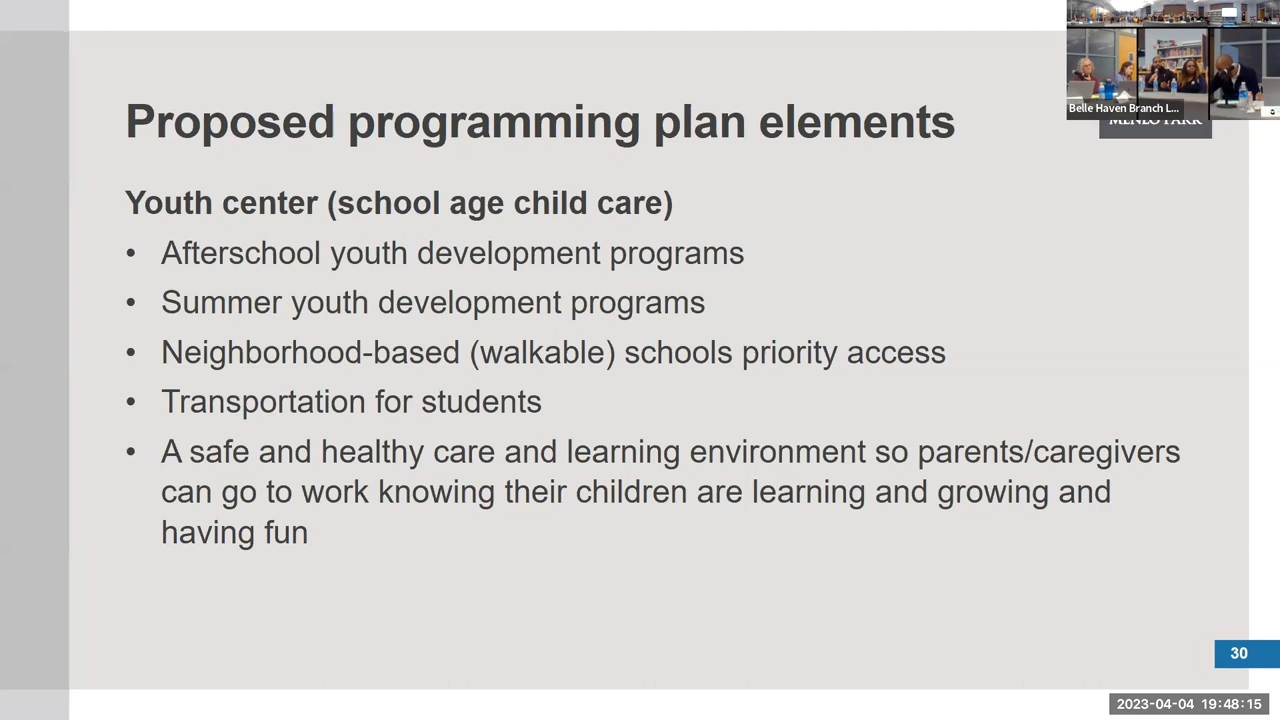 Proposed programming plan elements
Belle Haven Branch L...
MENLO PARK
Youth center (school age child care)
• Afterschool youth development programs
• Summer youth development programs
• Neighborhood-based (walkable) schools priority access
• Transportation for students
• A safe and healthy care and learning environment so parents/caregivers
can go to work knowing their children are learning and growing and
having fun
30
2023-04-04 19:48:15